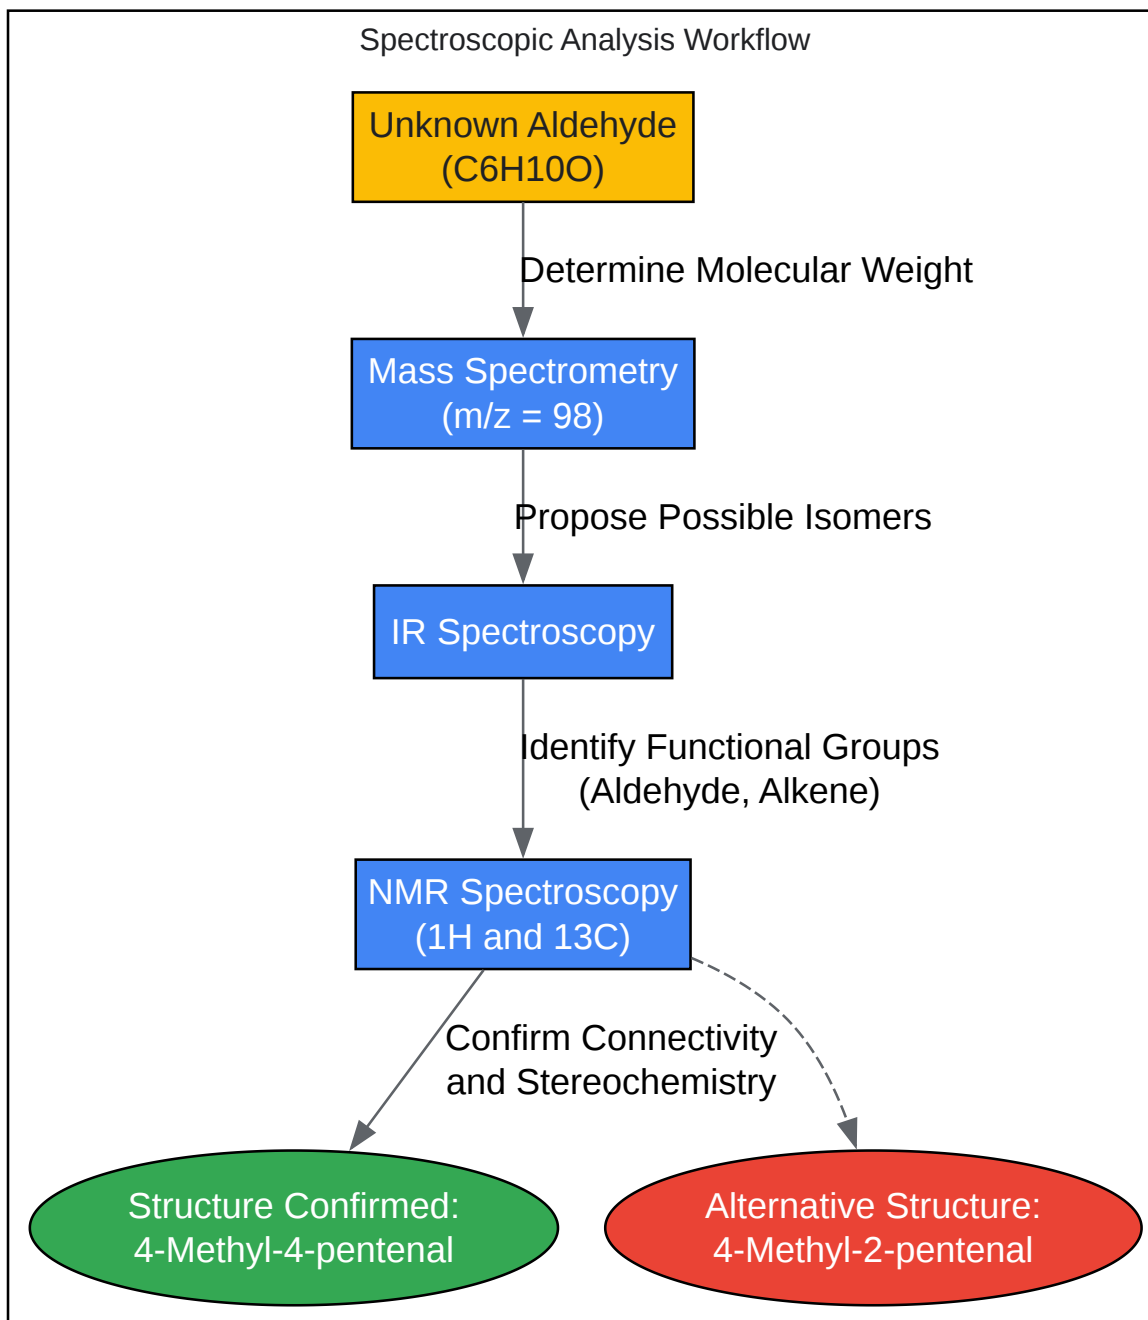 Spectroscopic Analysis Workflow
Unknown Aldehyde
(C6H10O)
Determine Molecular Weight
Mass Spectrometry
(m/z = 98)
Propose Possible Isomers
IR Spectroscopy
Identify Functional Groups
(Aldehyde, Alkene)
NMR Spectroscopy
(1H and 13C)
Confirm Connectivity
and Stereochemistry
Structure Confirmed:
4-Methyl-4-pentenal
Alternative Structure:
4-Methyl-2-pentenal